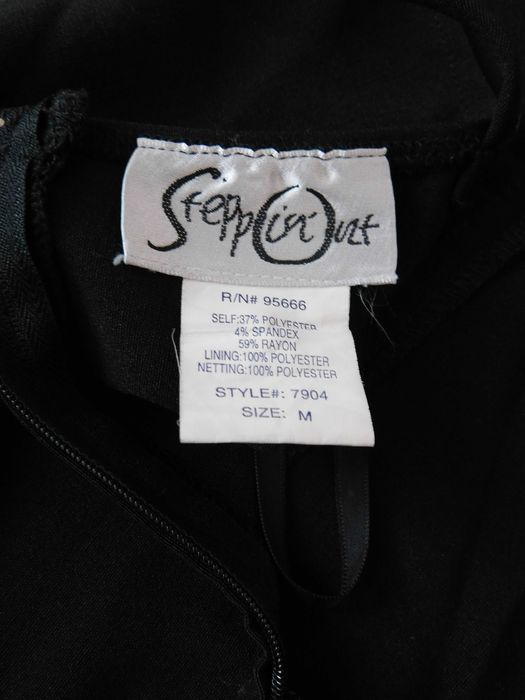 Steppin' Out
R/N# 95666
SELF:37% POLYESTER
4% SPANDEX
59% RAYON
LINING:100% POLYESTER
NETTING:100% POLYESTER
STYLE#: 7904
SIZE: M